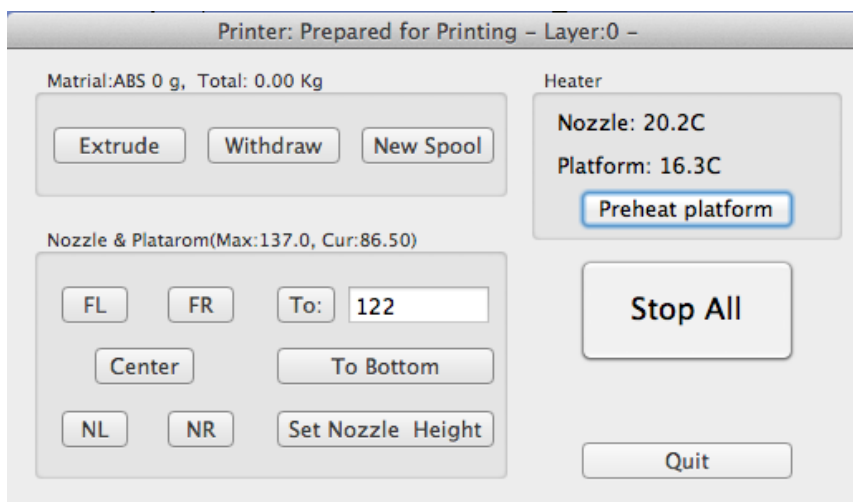 Printer: Prepared for Printing – Layer:0 –
Matrial:ABS 0 g, Total: 0.00 Kg
Extrude Withdraw New Spool
Heater
Nozzle: 20.2C
Platform: 16.3C
Preheat platform
Nozzle & Platarom(Max:137.0, Cur:86.50)
FL FR To: 122
Center To Bottom
NL NR Set Nozzle Height
Stop All
Quit